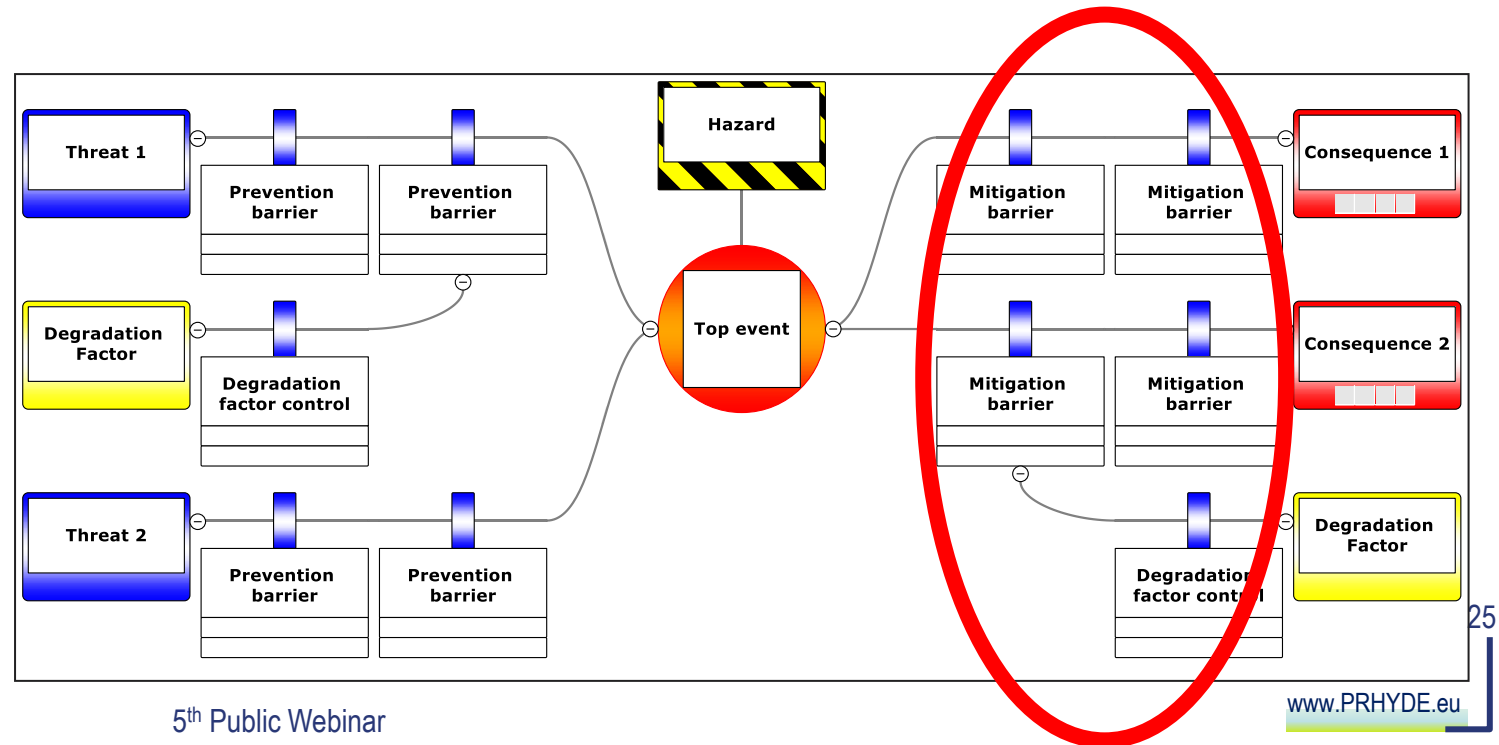 Hazard
Threat 1
Prevention
barrier
Prevention
barrier
Mitigation
barrier
Mitigation
barrier
Consequence 1
Degradation
Factor
Degradation
factor control
Top event
Mitigation
barrier
Mitigation
barrier
Consequence 2
Threat 2
Prevention
barrier
Prevention
barrier
Degradation
factor control
Degradation
Factor
25
5th Public Webinar
www.PRHYDE.eu